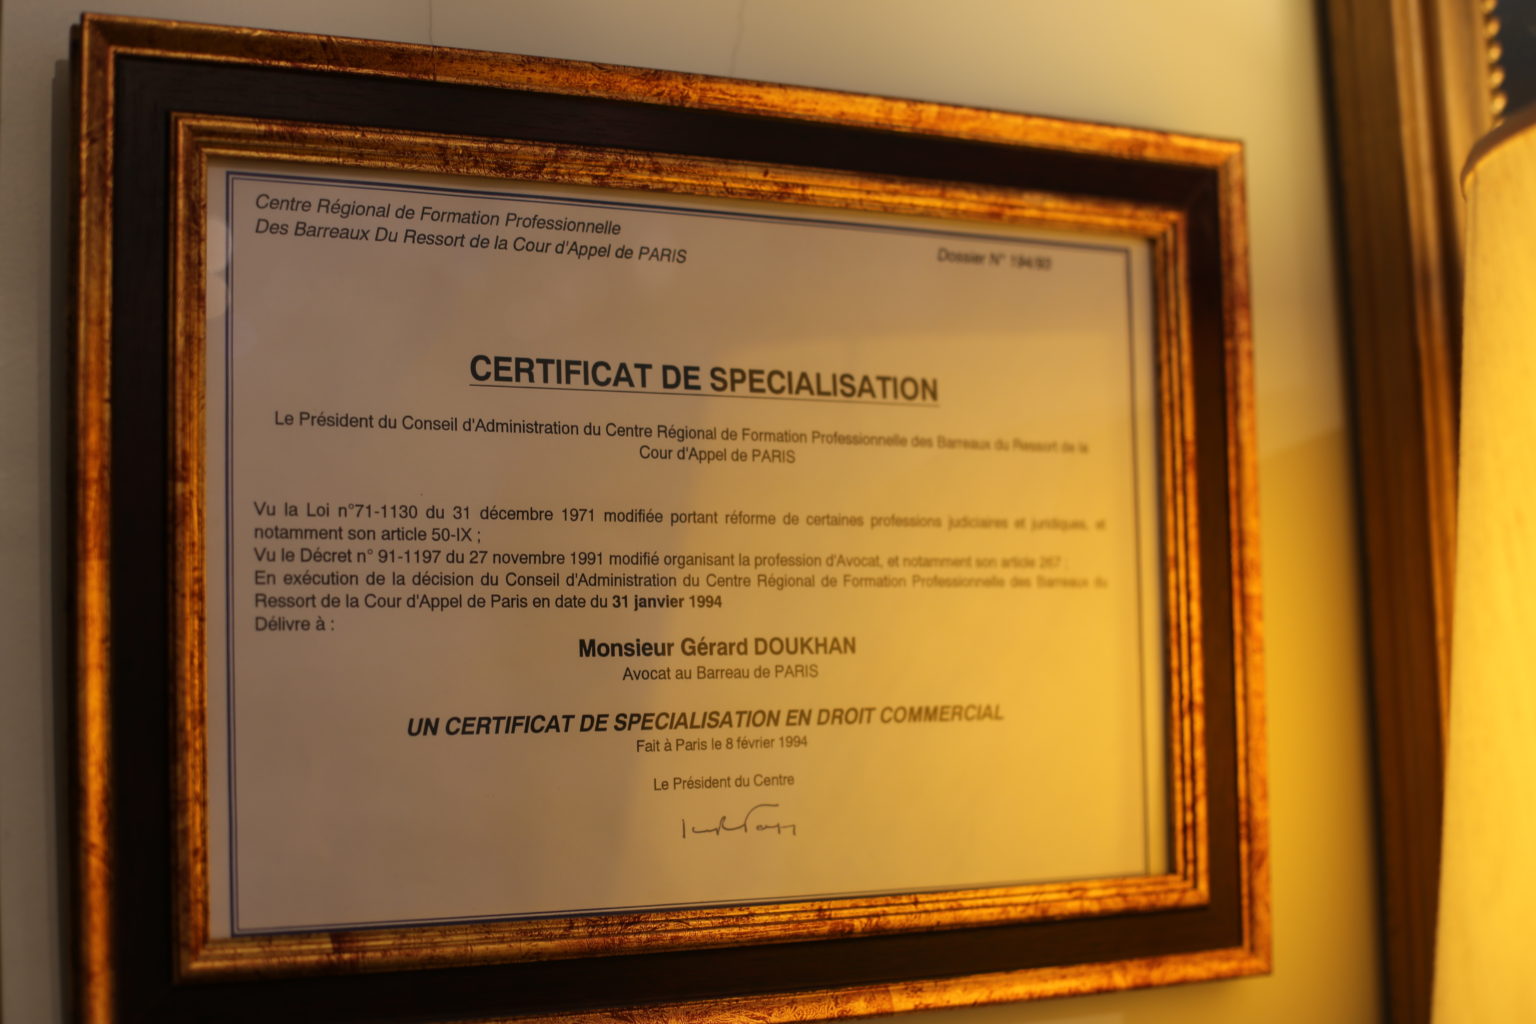 Centre Régional de Formation Professionnelle
Des Barreaux Du Ressort de la Cour d'Appel de PARIS
Dossier N° 194/93
CERTIFICAT DE SPECIALISATION
Le Président du Conseil d'Administration du Centre Régional de Formation Professionnelle des Barreaux du Ressort de la
Cour d'Appel de PARIS
Vu la Loi n°71-1130 du 31 décembre 1971 modifiée portant réforme de certaines professions judiciaires et juridiques, et
notamment son article 50-IX ;
Vu le Décret n° 91-1197 du 27 novembre 1991 modifié organisant la profession d'Avocat, et notamment son article 267 ;
En exécution de la décision du Conseil d'Administration du Centre Régional de Formation Professionnelle des Barreaux du
Ressort de la Cour d'Appel de Paris en date du 31 janvier 1994
Délivre à :
Monsieur Gérard DOUKHAN
Avocat au Barreau de PARIS
UN CERTIFICAT DE SPECIALISATION EN DROIT COMMERCIAL
Fait à Paris le 8 février 1994
Le Président du Centre